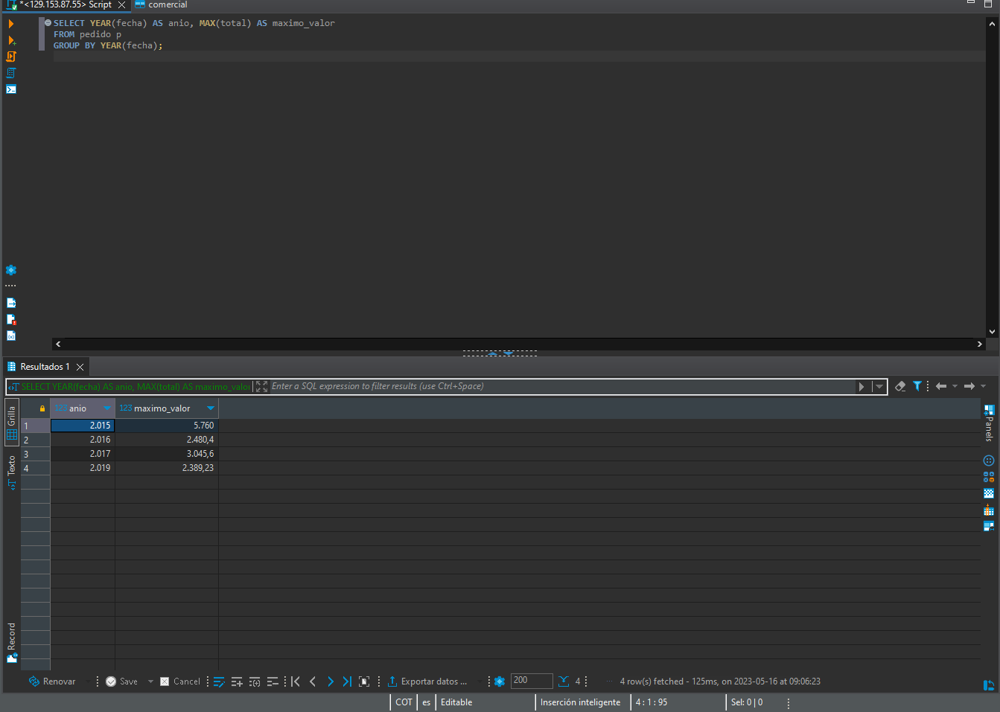 *<129.153.87.55> Script
comercial
SELECT YEAR(fecha) AS anio, MAX(total) AS maximo_valor
FROM pedido p
GROUP BY YEAR(fecha);
Resultados 1
SELECT YEAR(fecha) AS anio, MAX(total) AS maximo_valo
Enter a SQL expression to filter results (use Ctrl+Space)
Grilla
Texto
Record
Panels
123 anio 123 maximo_valor
1 2.015 5.760
2 2.016 2.480,4
3 2.017 3.045,6
4 2.019 2.389,23
Renovar Save Cancel Exportar datos ... 200 4 4 row(s) fetched - 125ms, on 2023-05-16 at 09:06:23
COT es Editable Inserción inteligente 4 : 1 : 95 Sel: 0 | 0